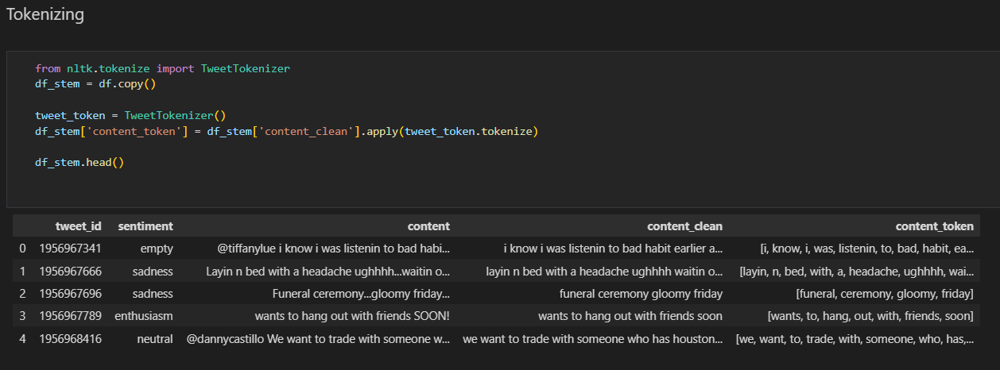 Tokenizing
from nltk.tokenize import TweetTokenizer
df_stem = df.copy()
tweet_token = TweetTokenizer()
df_stem['content_token'] = df_stem['content_clean'].apply(tweet_token.tokenize)
df_stem.head()
tweet_id sentiment content content_clean content_token
0 1956967341 empty @tiffanylue i know i was listenin to bad habi... i know i was listenin to bad habit earlier a... [i, know, i, was, listenin, to, bad, habit, ea...
1 1956967666 sadness Layin n bed with a headache ughhhh...waitin o... layin n bed with a headache ughhhh waitin o... [layin, n, bed, with, a, headache, ughhhh, wai...
2 1956967696 sadness Funeral ceremony...gloomy friday... funeral ceremony gloomy friday [funeral, ceremony, gloomy, friday]
3 1956967789 enthusiasm wants to hang out with friends SOON! wants to hang out with friends soon [wants, to, hang, out, with, friends, soon]
4 1956968416 neutral @dannycastillo We want to trade with someone w... we want to trade with someone who has houston... [we, want, to, trade, with, someone, who, has,...